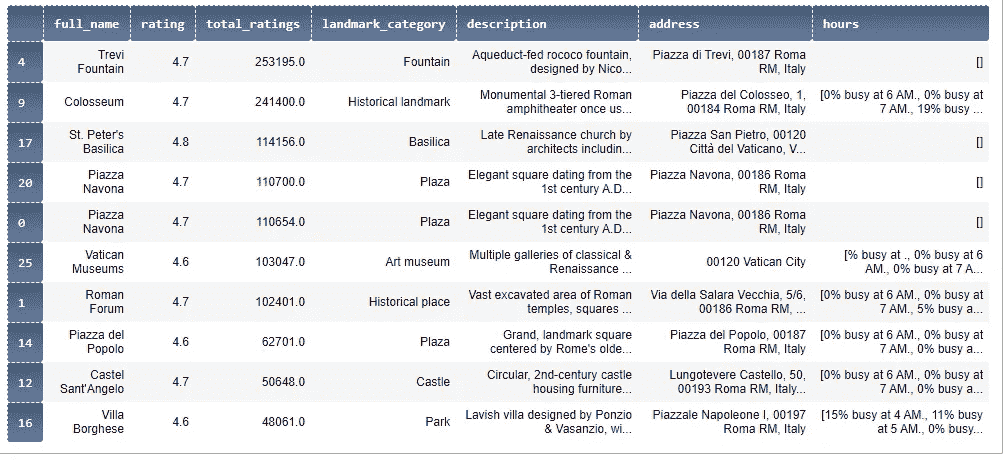 full_name rating total_ratings landmark_category description address hours
4 Trevi Fountain 4.7 253195.0 Fountain Aqueduct-fed rococo fountain, designed by Nico... Piazza di Trevi, 00187 Roma RM, Italy []
9 Colosseum 4.7 241400.0 Historical landmark Monumental 3-tiered Roman amphitheater once us... Piazza del Colosseo, 1, 00184 Roma RM, Italy [0% busy at 6 AM., 0% busy at 7 AM., 19% busy ...
17 St. Peter's Basilica 4.8 114156.0 Basilica Late Renaissance church by architects includin... Piazza San Pietro, 00120 Città del Vaticano, V... []
20 Piazza Navona 4.7 110700.0 Plaza Elegant square dating from the 1st century A.D... Piazza Navona, 00186 Roma RM, Italy []
0 Piazza Navona 4.7 110654.0 Plaza Elegant square dating from the 1st century A.D... Piazza Navona, 00186 Roma RM, Italy []
25 Vatican Museums 4.6 103047.0 Art museum Multiple galleries of classical & Renaissance ... 00120 Vatican City [% busy at ., 0% busy at 6 AM., 0% busy at 7 A...
1 Roman Forum 4.7 102401.0 Historical place Vast excavated area of Roman temples, squares ... Via della Salara Vecchia, 5/6, 00186 Roma RM, ... [0% busy at 6 AM., 0% busy at 7 AM., 5% busy a...
14 Piazza del Popolo 4.6 62701.0 Plaza Grand, landmark square centered by Rome's olde... Piazza del Popolo, 00187 Roma RM, Italy [0% busy at 6 AM., 0% busy at 7 AM., 0% busy a...
12 Castel Sant'Angelo 4.7 50648.0 Castle Circular, 2nd-century castle housing furniture... Lungotevere Castello, 50, 00193 Roma RM, Italy... [0% busy at 6 AM., 0% busy at 7 AM., 0% busy a...
16 Villa Borghese 4.6 48061.0 Park Lavish villa designed by Ponzio & Vasanzio, wi... Piazzale Napoleone I, 00197 Roma RM, Italy [15% busy at 4 AM., 11% busy at 5 AM., 0% busy...